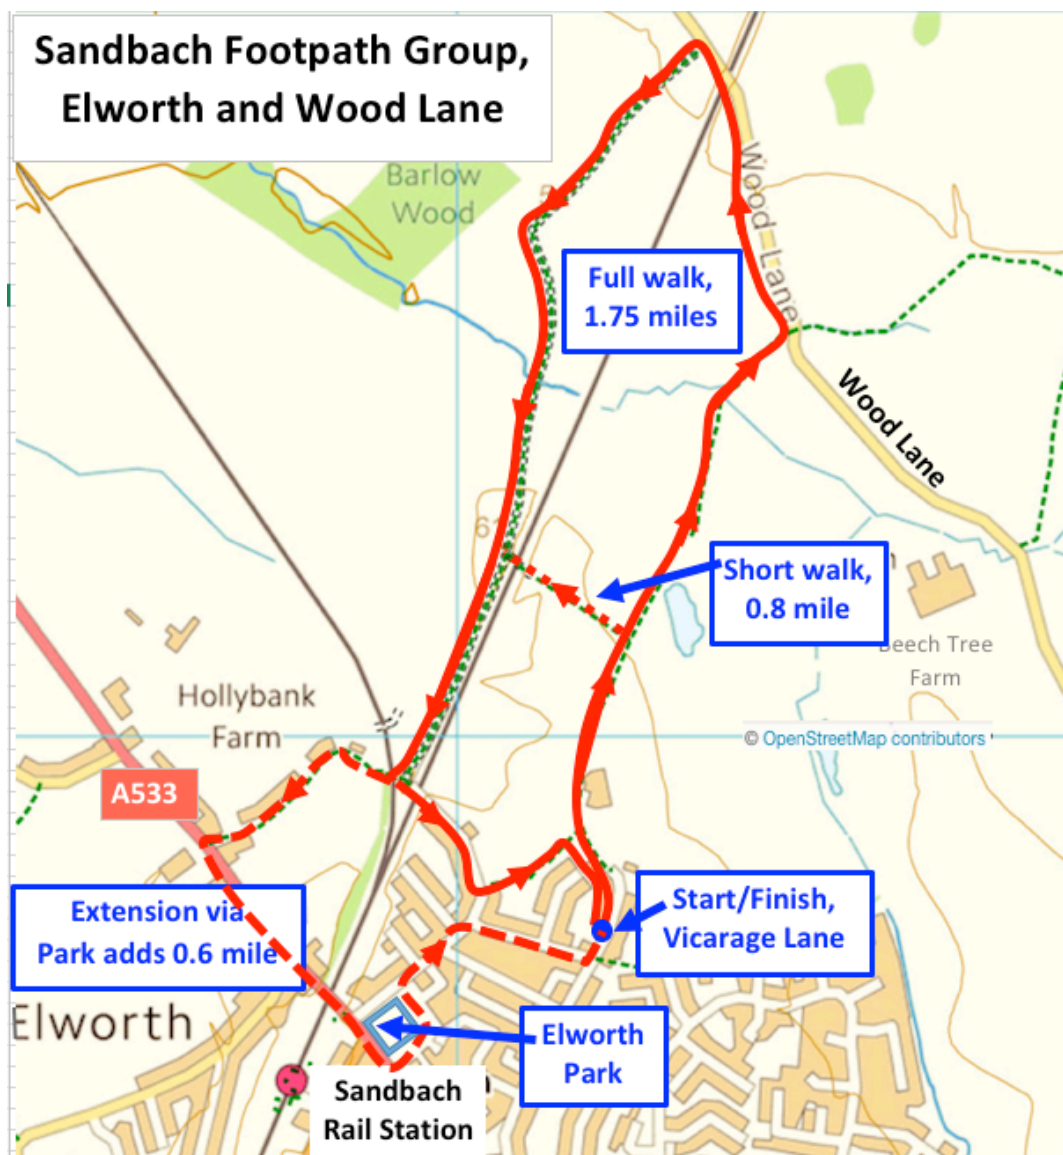 Sandbach Footpath Group,
Elworth and Wood Lane
Barlow
Wood
Wood Lane
Full walk,
1.75 miles
Wood Lane
61
Short walk,
0.8 mile
Beech Tree
Farm
Hollybank
Farm
© OpenStreetMap contributors
A533
Extension via
Park adds 0.6 mile
Start/Finish,
Vicarage Lane
Elworth
Elworth
Park
Sandbach
Rail Station